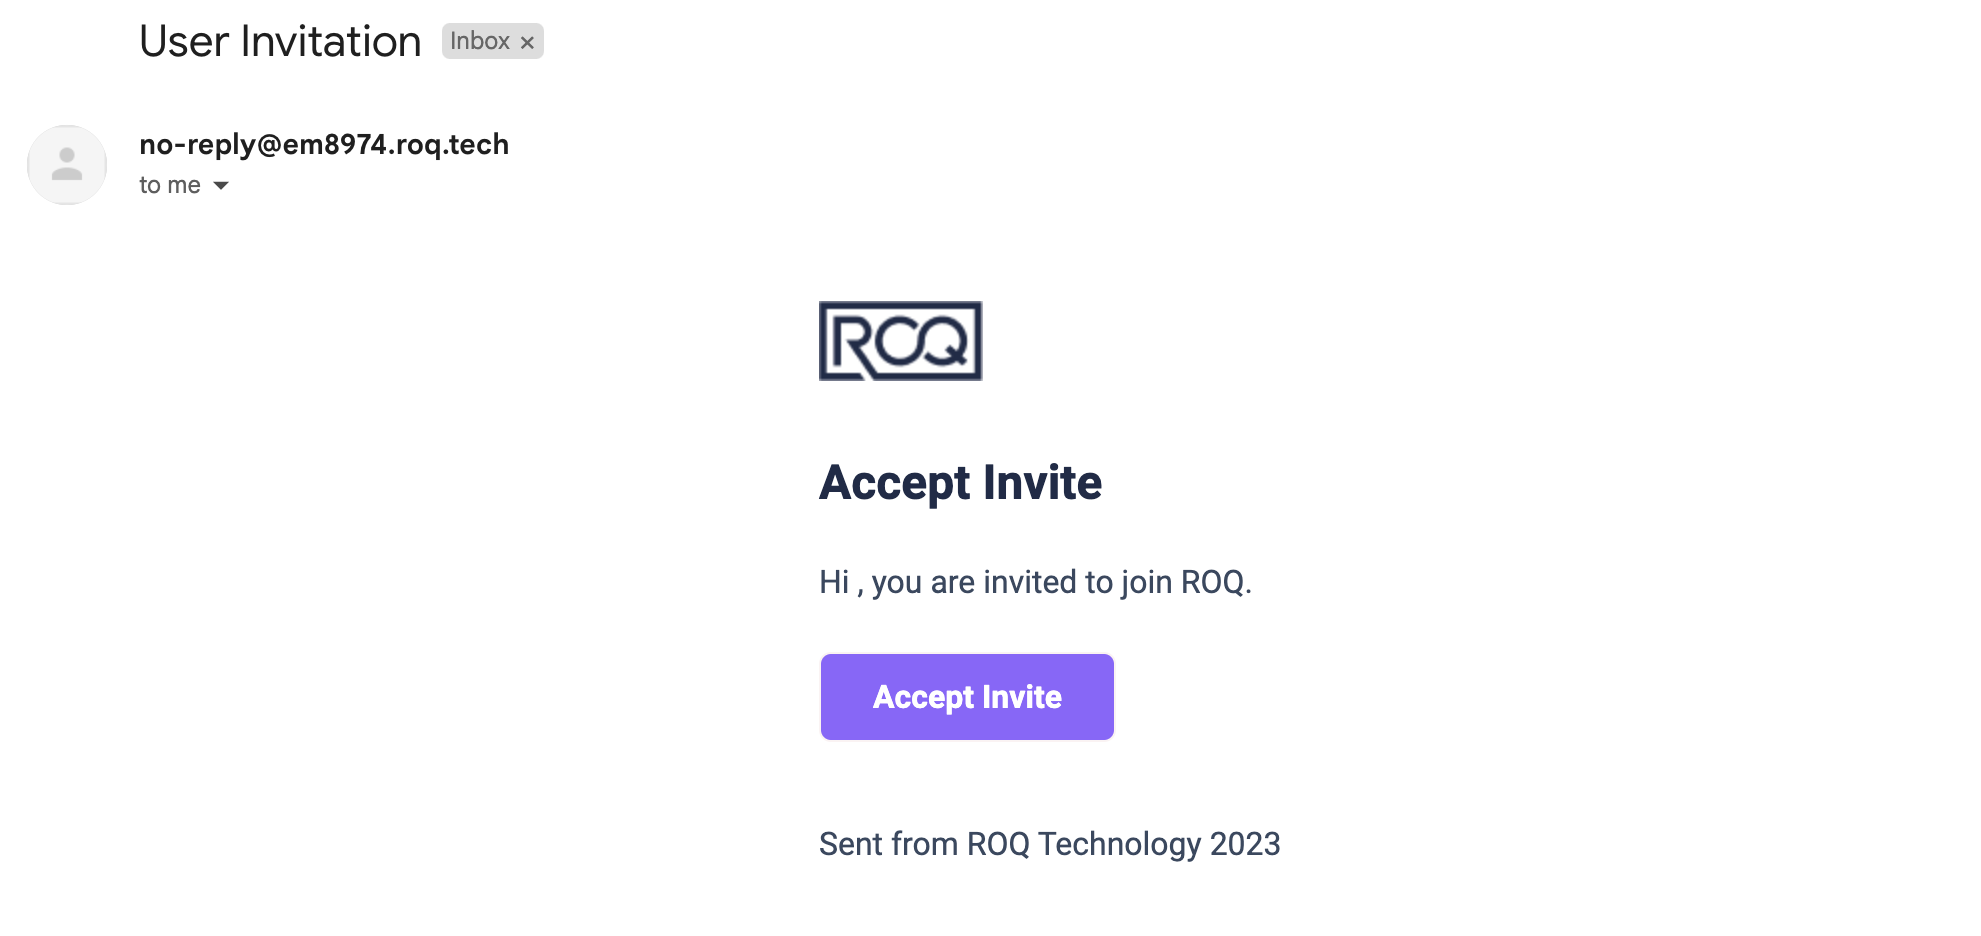 User Invitation Inbox ×
no-reply@em8974.roq.tech
to me
ROQ
Accept Invite
Hi , you are invited to join ROQ.
Accept Invite
Sent from ROQ Technology 2023